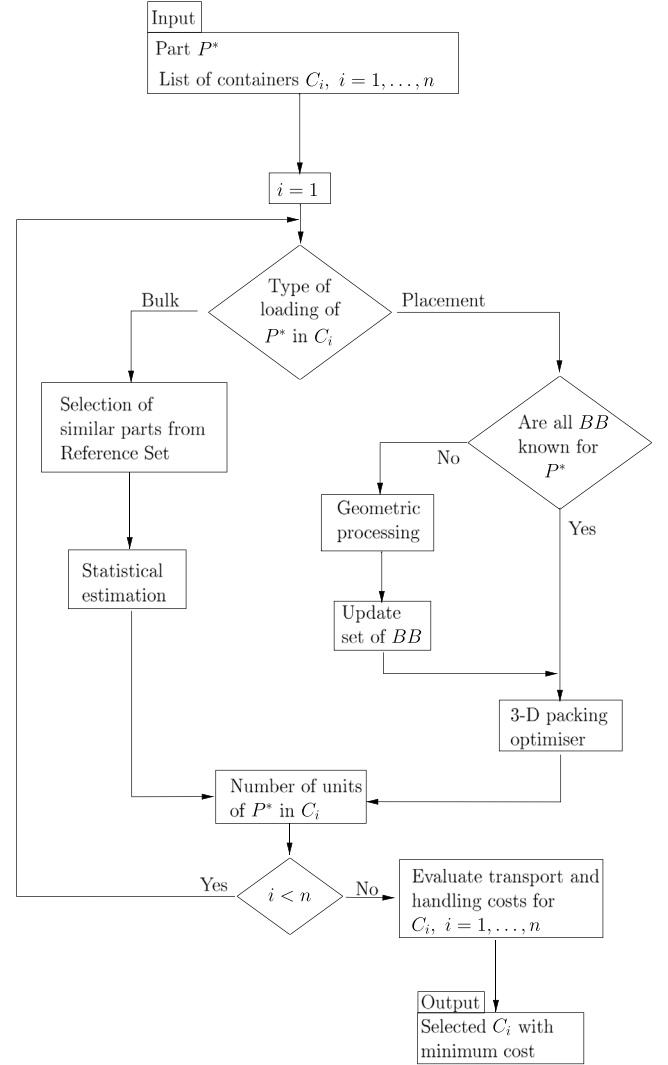 Input
Part P*
List of containers C_i, i = 1, . . . , n
i = 1
Type of
loading of
P* in C_i
Bulk
Placement
Selection of
similar parts from
Reference Set
Are all BB
known for
P*
No
Yes
Geometric
processing
Statistical
estimation
Update
set of BB
3-D packing
optimiser
Number of units
of P* in C_i
Yes
i < n
No
Evaluate transport and
handling costs for
C_i, i = 1, . . . , n
Output
Selected C_i with
minimum cost